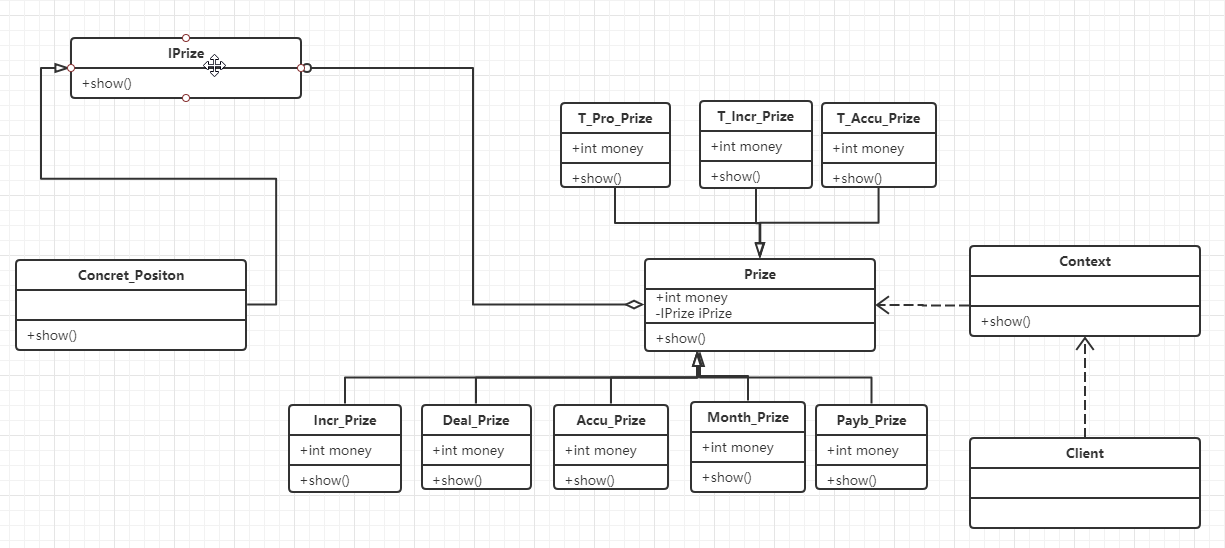 IPrize
+show()
T_Pro_Prize
+int money
+show()
T_Incr_Prize
+int money
+show()
T_Accu_Prize
+int money
+show()
Concret_Positon
+show()
Prize
+int money
-IPrize iPrize
+show()
Context
+show()
Incr_Prize
+int money
+show()
Deal_Prize
+int money
+show()
Accu_Prize
+int money
+show()
Month_Prize
+int money
+show()
Payb_Prize
+int money
+show()
Client